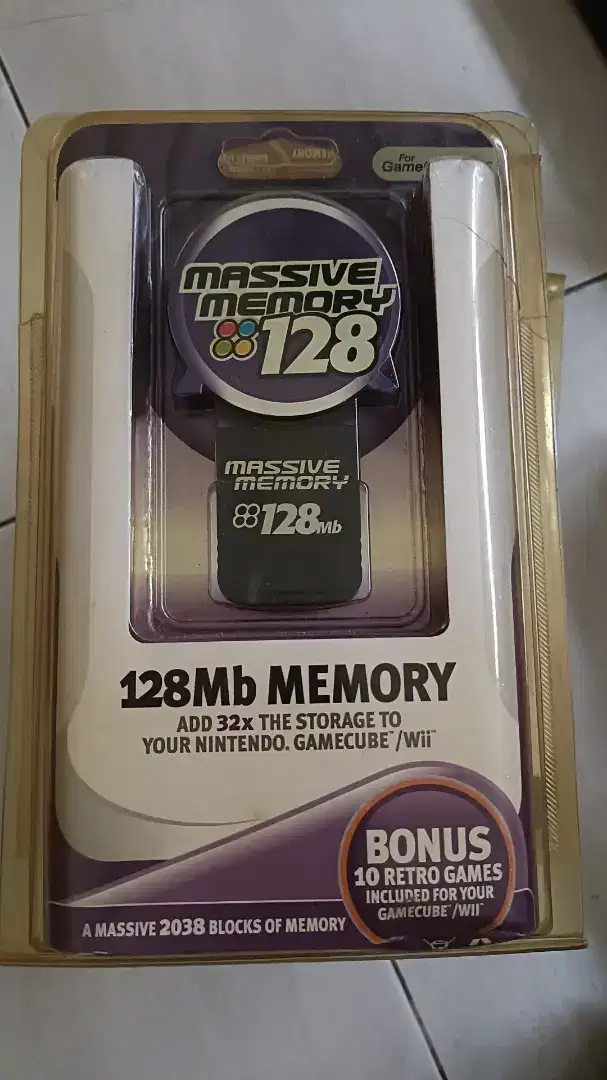 For
Game
MASSIVE
MEMORY
128
MASSIVE
MEMORY
128Mb
128Mb MEMORY
ADD 32x THE STORAGE TO
YOUR NINTENDO. GAMECUBE™/Wii™
BONUS
10 RETRO GAMES
INCLUDED FOR YOUR
GAMECUBE™/WII™
A MASSIVE 2038 BLOCKS OF MEMORY